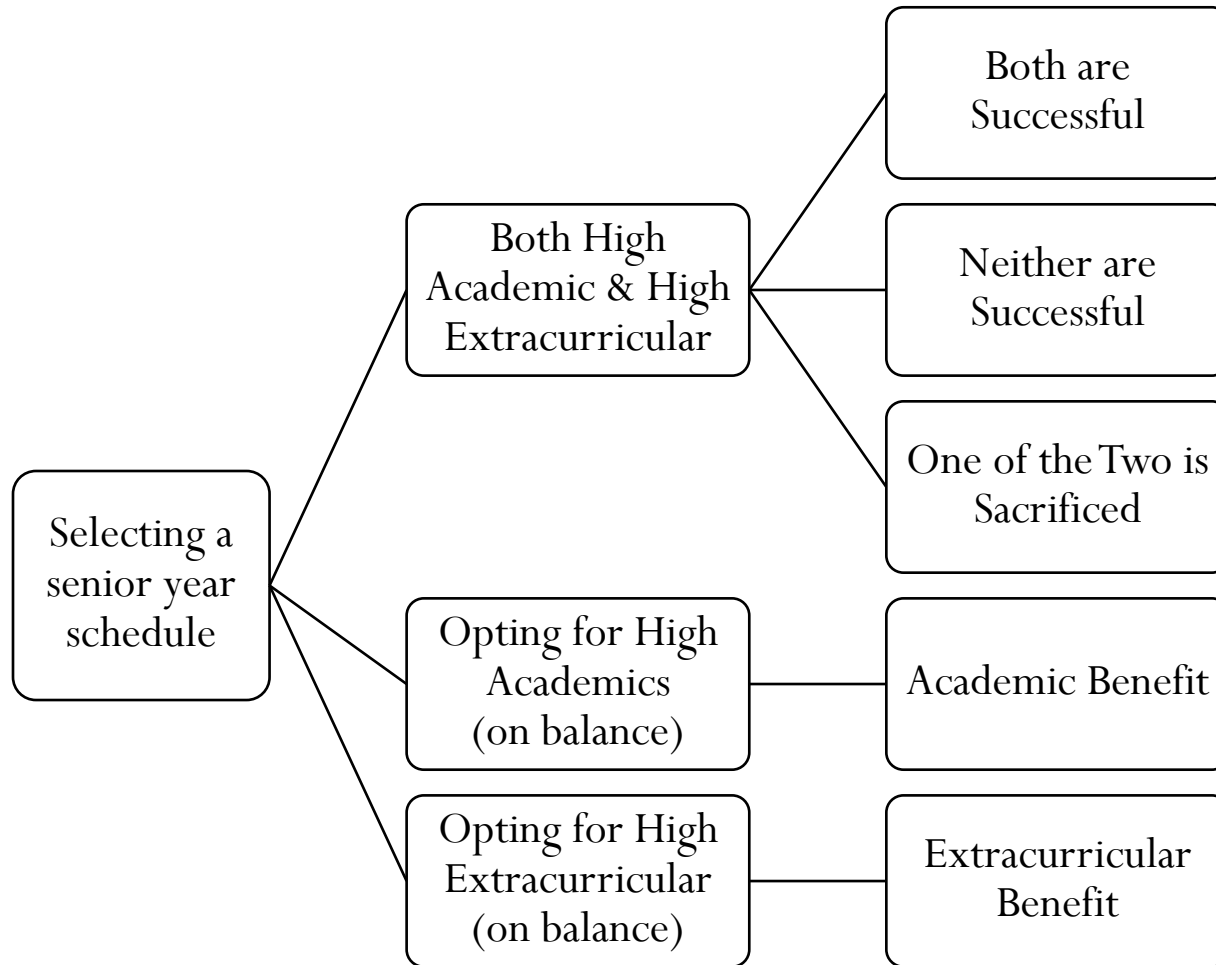 Selecting a
senior year
schedule
Both High
Academic & High
Extracurricular
Both are
Successful
Neither are
Successful
One of the Two is
Sacrificed
Opting for High
Academics
(on balance)
Academic Benefit
Opting for High
Extracurricular
(on balance)
Extracurricular
Benefit